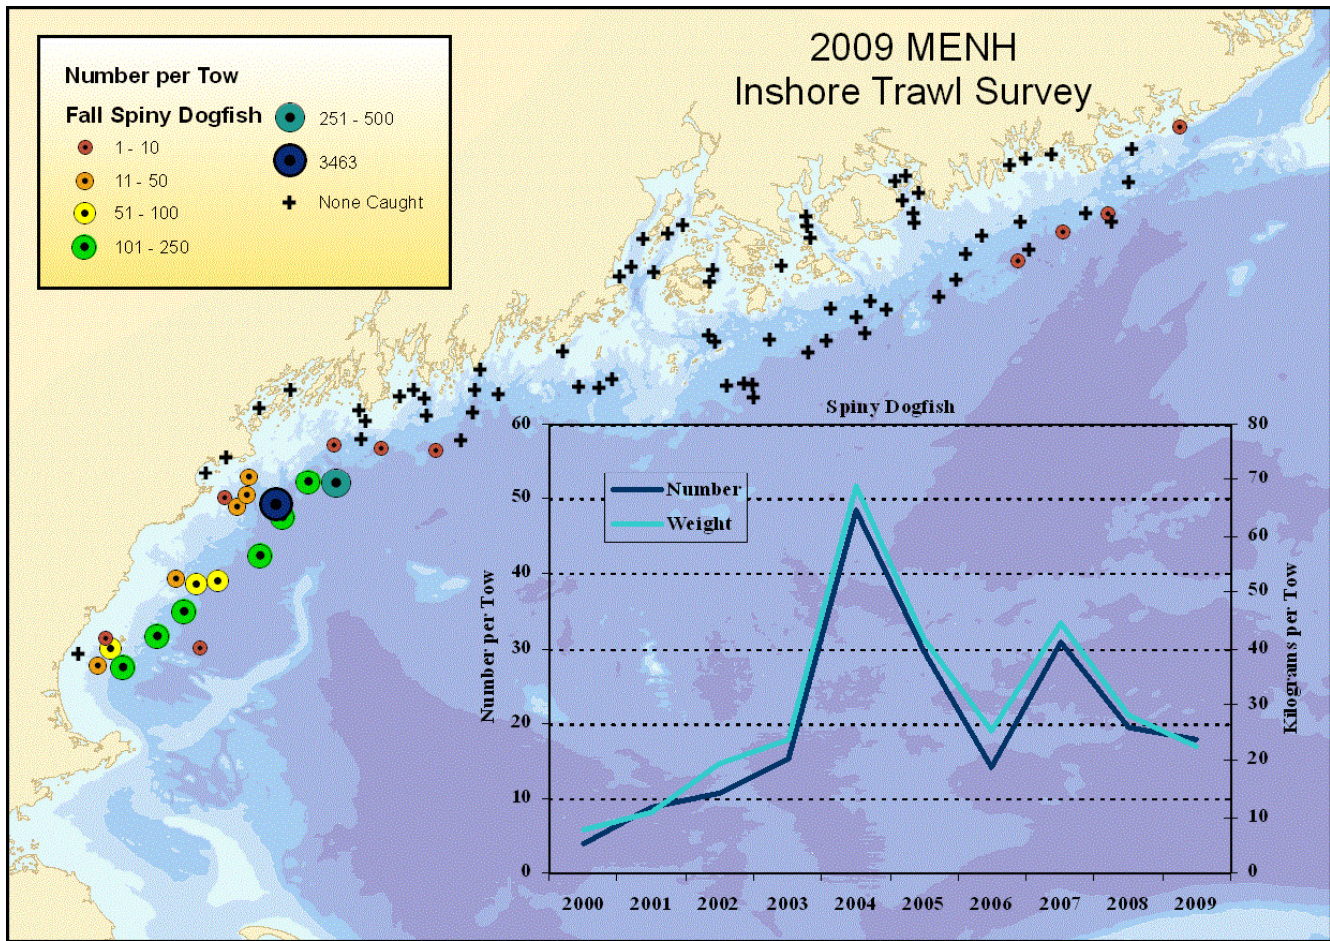 2009 MENH
Inshore Trawl Survey
Number per Tow
Fall Spiny Dogfish
1 - 10
11 - 50
51 - 100
101 - 250
251 - 500
3463
None Caught
Spiny Dogfish
Number
Weight
Number per Tow
60
50
40
30
20
10
0
Kilograms per Tow
80
70
60
50
40
30
20
10
0
2000 2001 2002 2003 2004 2005 2006 2007 2008 2009